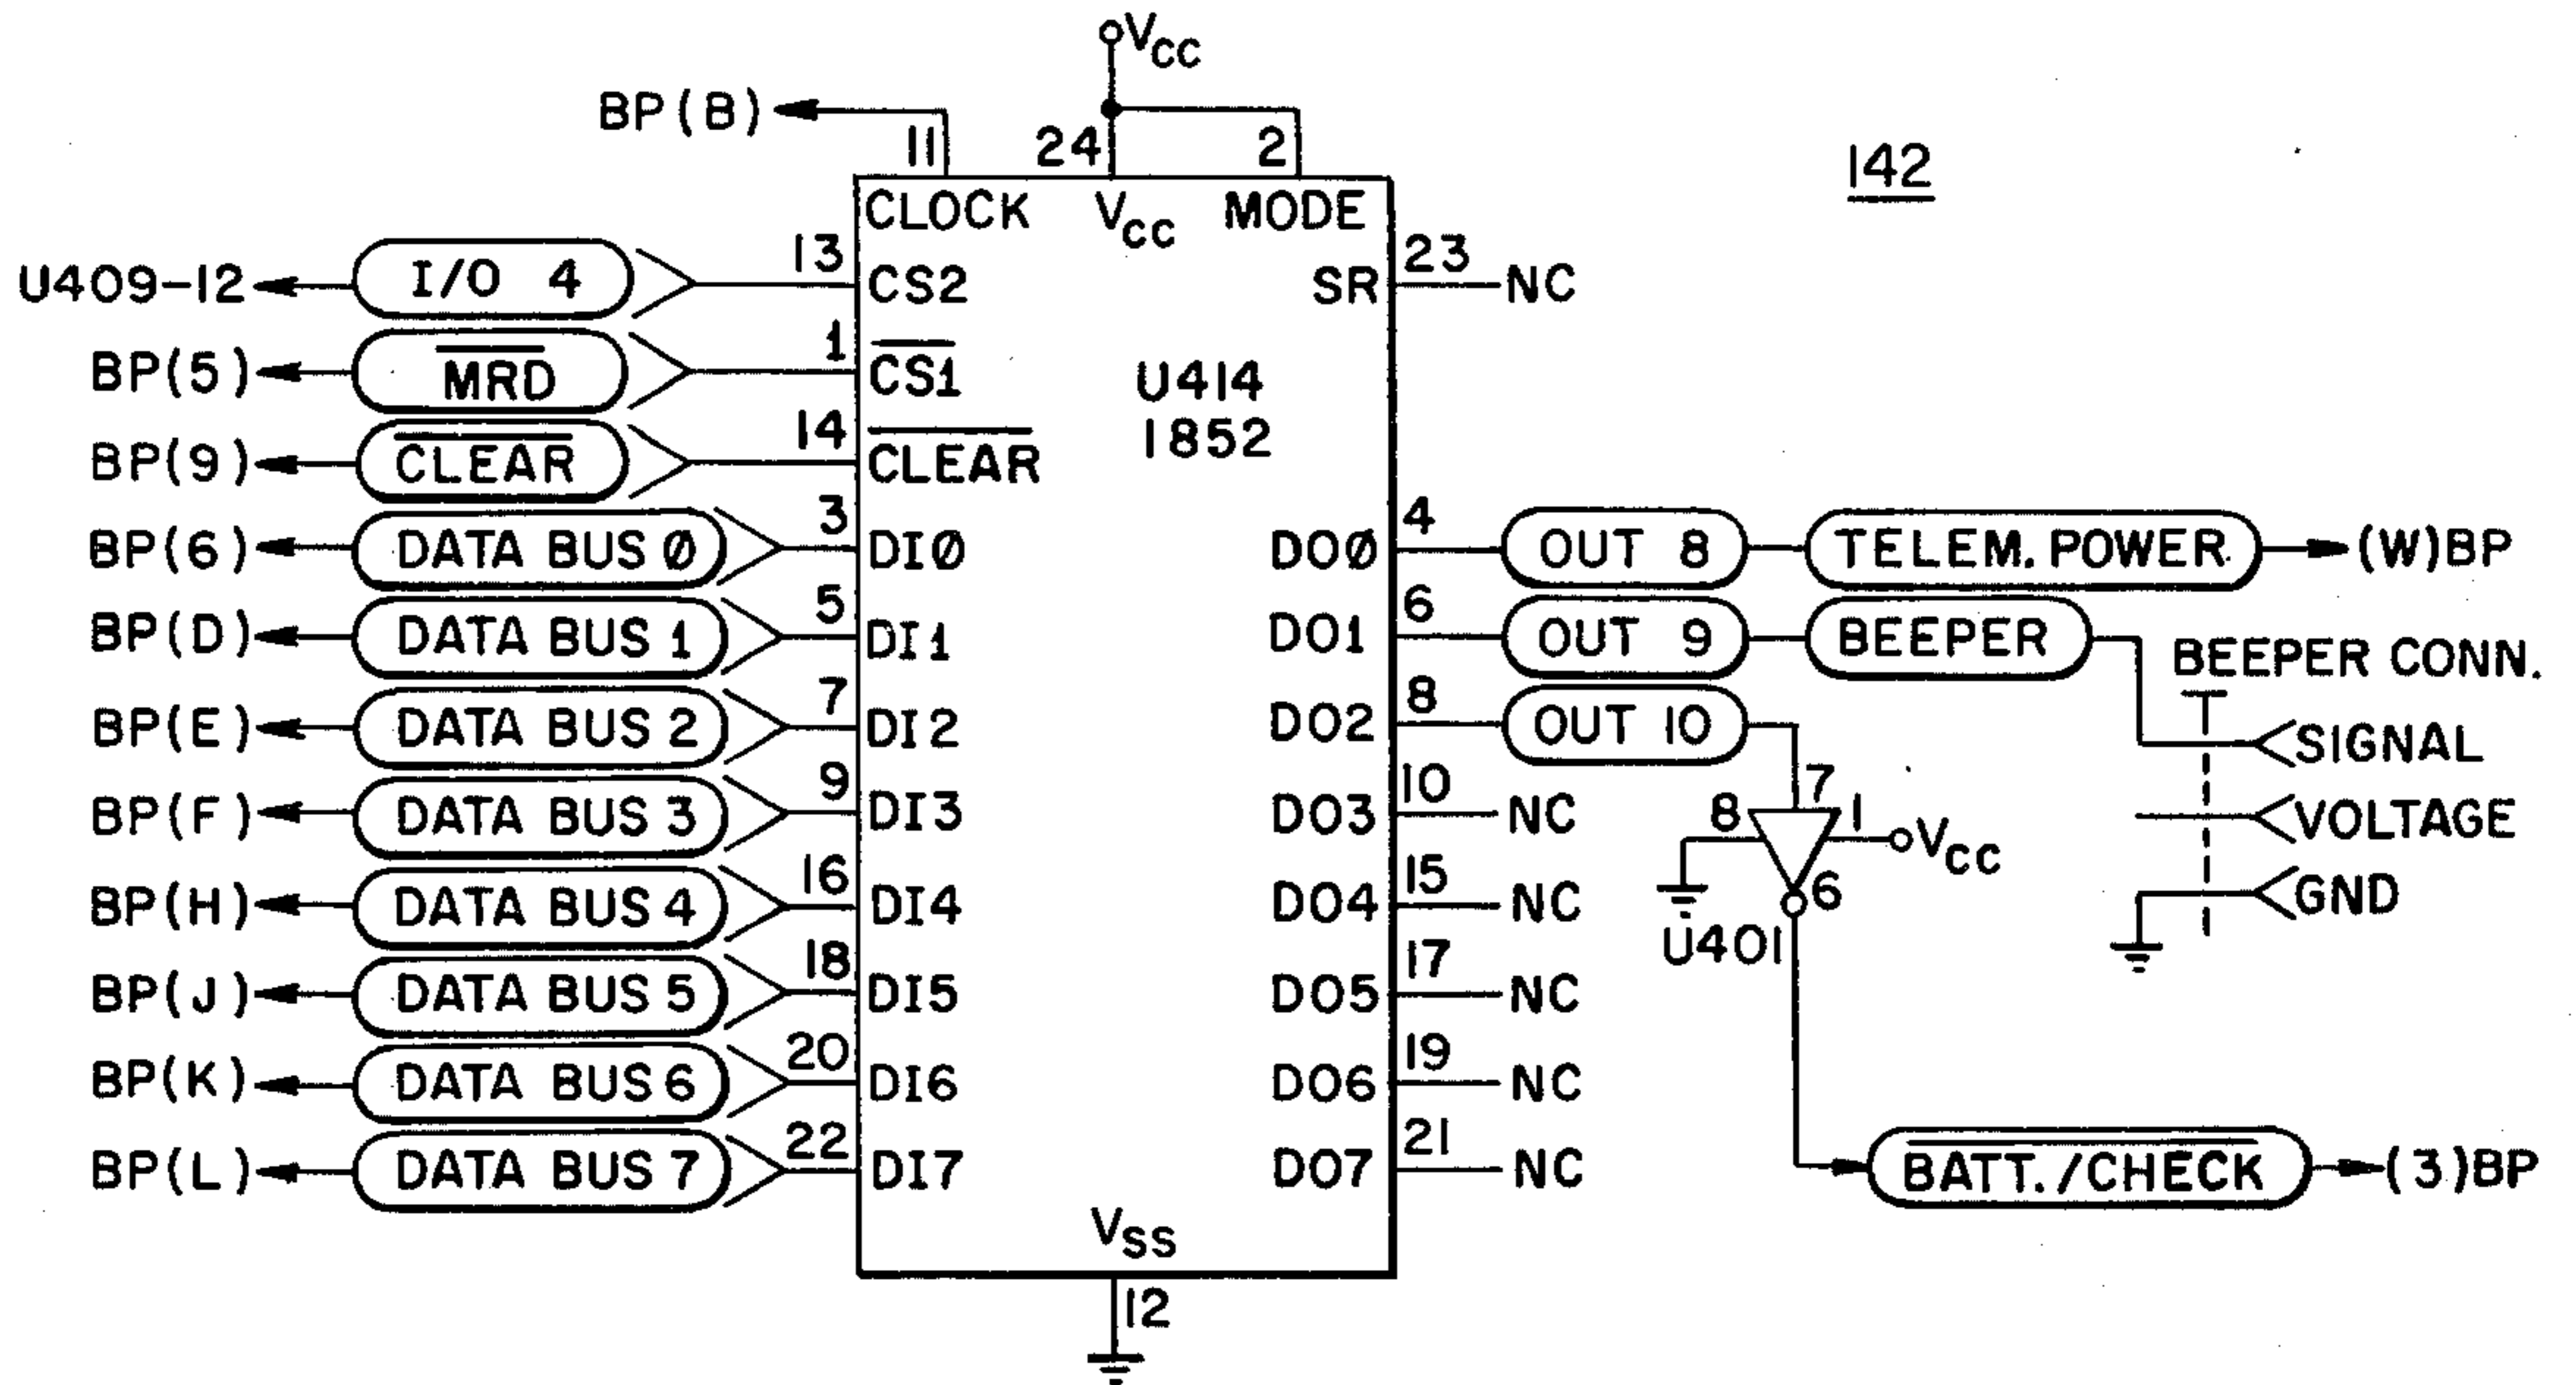 VCC
BP(B)
11 24 2
142
CLOCK VCC MODE
U409-12 I/O 4 13 CS2 SR 23 NC
BP(5) MRD 1 CS1
U414
1852
BP(9) CLEAR 14 CLEAR
BP(6) DATA BUS Ø 3 DIØ DOØ 4 OUT 8 TELEM. POWER (W)BP
BP(D) DATA BUS 1 5 DI1 DO1 6 OUT 9 BEEPER
BEEPER CONN.
BP(E) DATA BUS 2 7 DI2 DO2 8 OUT 10
SIGNAL
BP(F) DATA BUS 3 9 DI3 DO3 10 NC
8 7 1 VCC
VOLTAGE
BP(H) DATA BUS 4 16 DI4 DO4 15 NC
6
U401
GND
BP(J) DATA BUS 5 18 DI5 DO5 17 NC
BP(K) DATA BUS 6 20 DI6 DO6 19 NC
BP(L) DATA BUS 7 22 DI7 DO7 21 NC
BATT./CHECK (3)BP
VSS
12